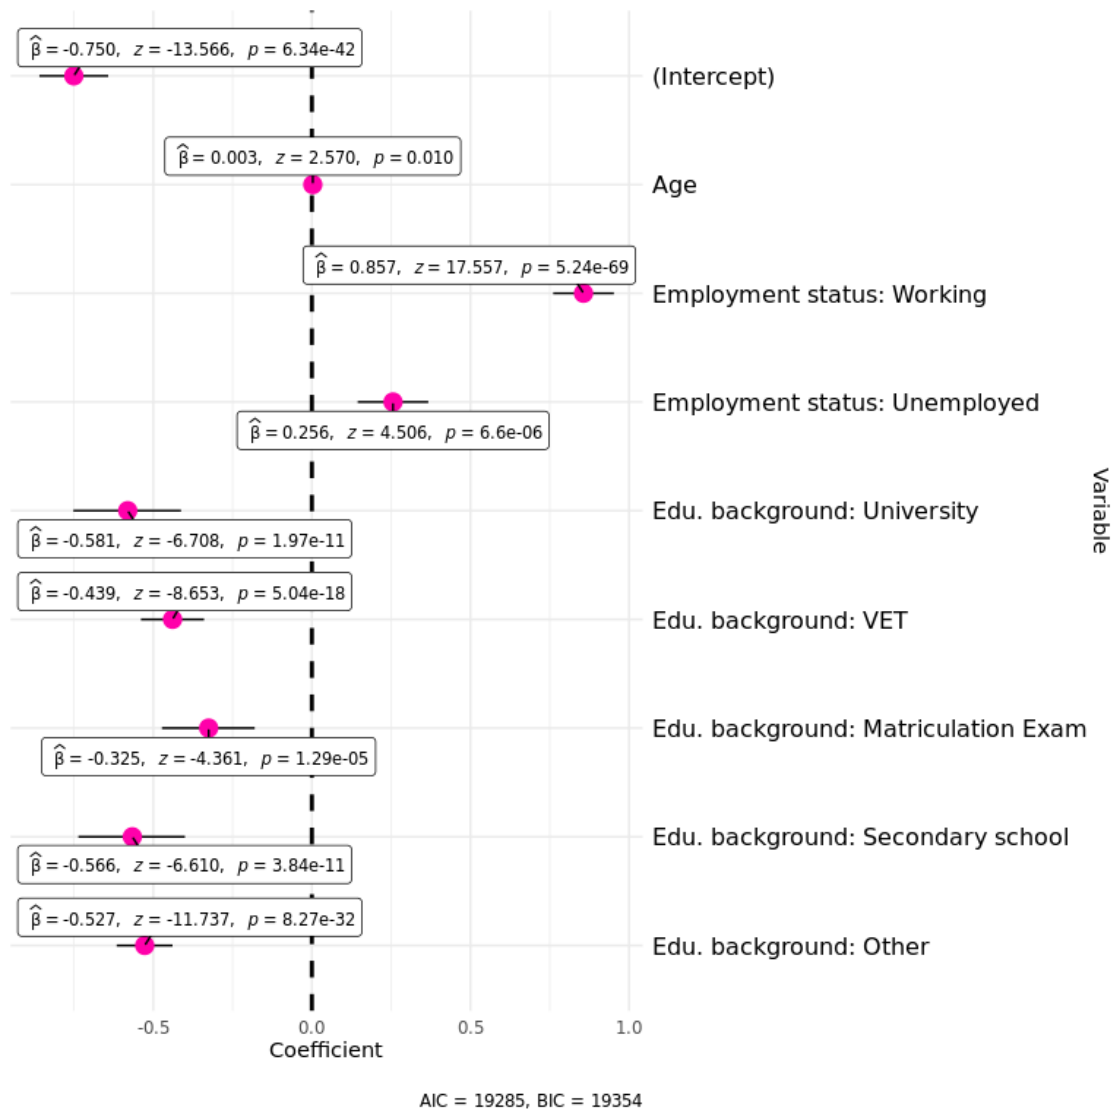 β̂ = -0.750, z = -13.566, p = 6.34e-42
(Intercept)
β̂ = 0.003, z = 2.570, p = 0.010
Age
β̂ = 0.857, z = 17.557, p = 5.24e-69
Employment status: Working
Employment status: Unemployed
β̂ = 0.256, z = 4.506, p = 6.6e-06
Edu. background: University
β̂ = -0.581, z = -6.708, p = 1.97e-11
β̂ = -0.439, z = -8.653, p = 5.04e-18
Edu. background: VET
Edu. background: Matriculation Exam
β̂ = -0.325, z = -4.361, p = 1.29e-05
Edu. background: Secondary school
β̂ = -0.566, z = -6.610, p = 3.84e-11
β̂ = -0.527, z = -11.737, p = 8.27e-32
Edu. background: Other
Variable
-0.5 0.0 0.5 1.0
Coefficient
AIC = 19285, BIC = 19354